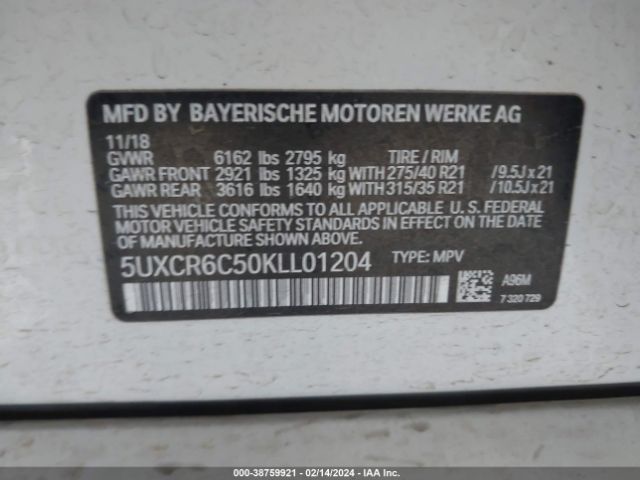 MFD BY BAYERISCHE MOTOREN WERKE AG
11/18
GVWR 6162 lbs 2795 kg TIRE / RIM
GAWR FRONT 2921 lbs 1325 kg WITH 275/40 R21 /9.5J x 21
GAWR REAR 3616 lbs 1640 kg WITH 315/35 R21 /10.5J x 21
THIS VEHICLE CONFORMS TO ALL APPLICABLE U. S. FEDERAL
MOTOR VEHICLE SAFETY STANDARDS IN EFFECT ON THE
DATE OF MANUFACTURE SHOWN ABOVE.
5UXCR6C50KLL01204 TYPE: MPV
A96M
7 320 729
000-38759921 - 02/14/2024 - IAAI.com